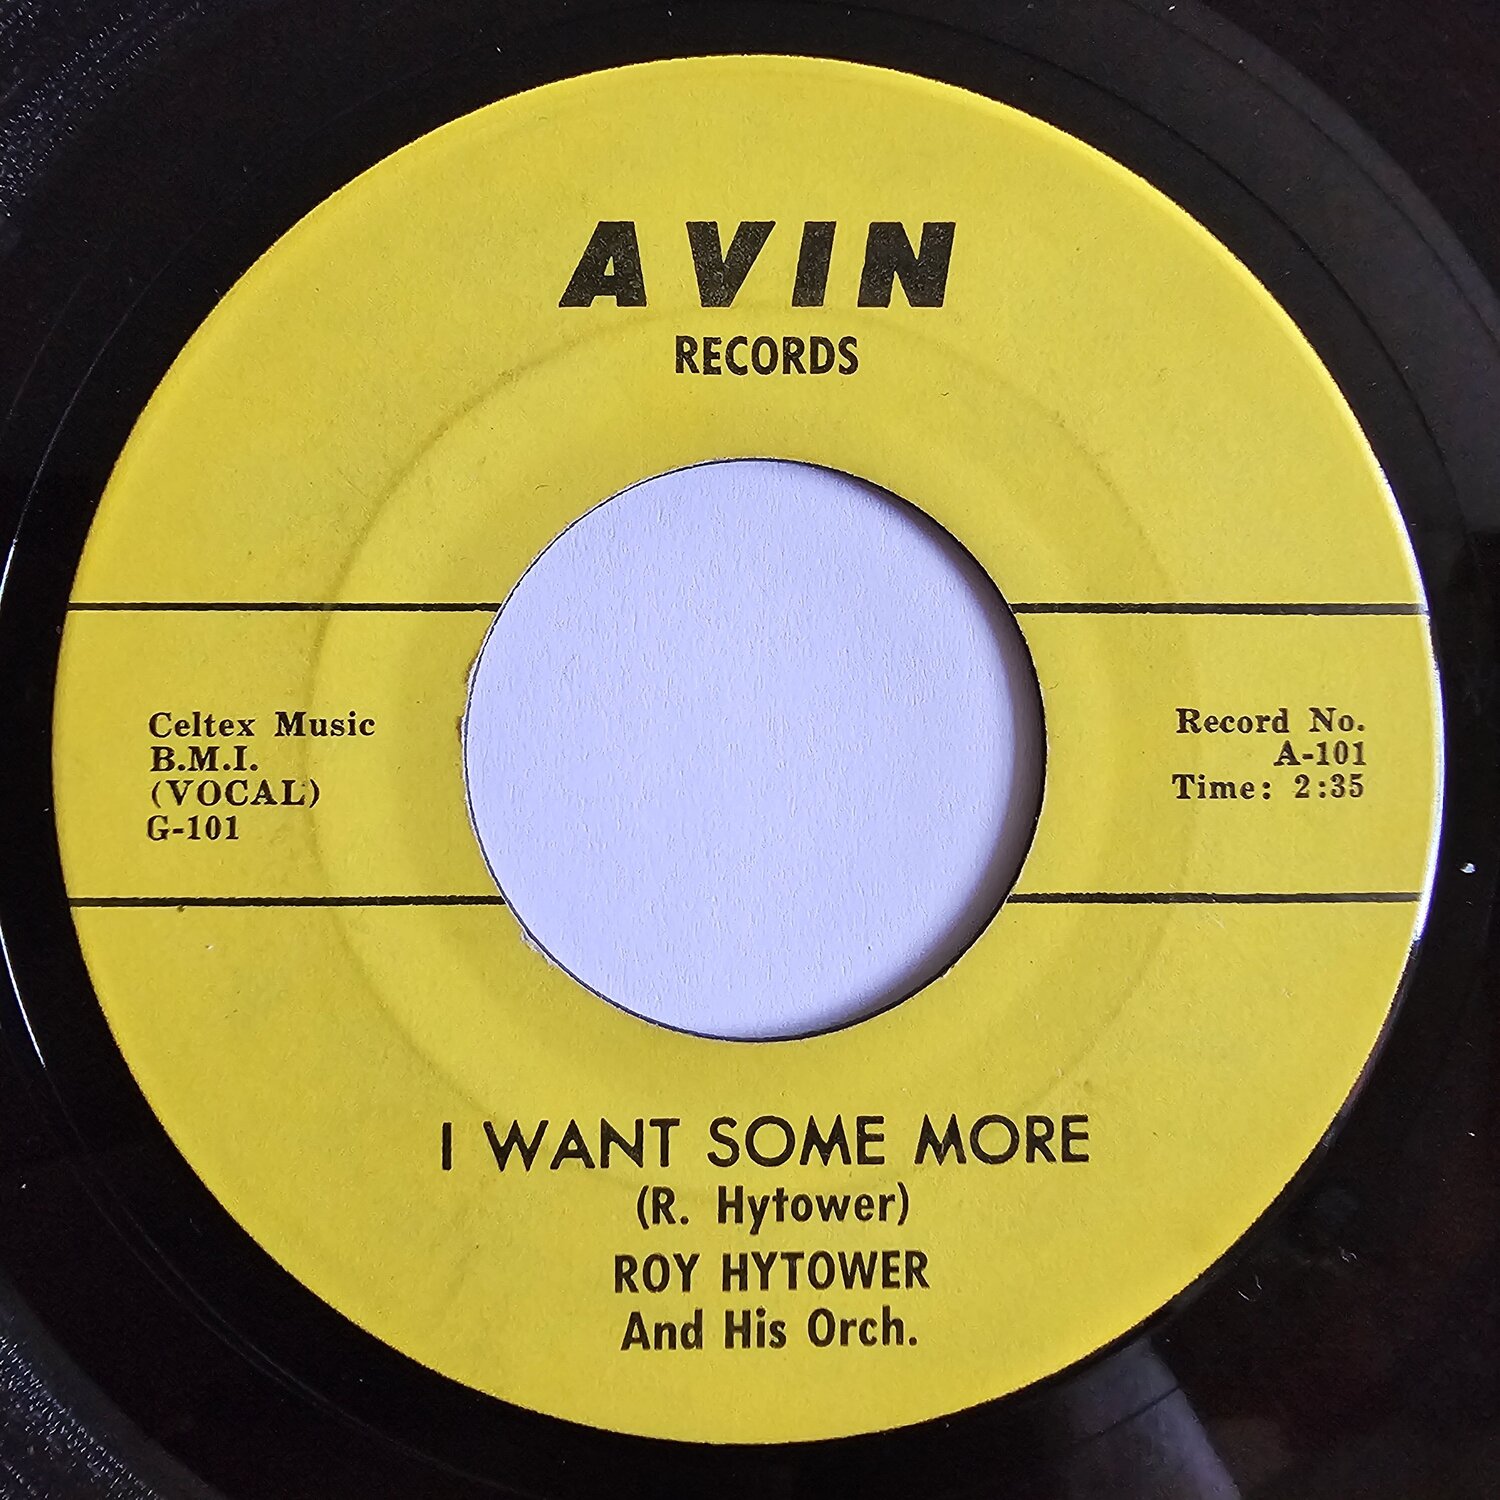 AVIN
RECORDS
Celtex Music
B.M.I.
(VOCAL)
G-101
Record No.
A-101
Time: 2:35
I WANT SOME MORE
(R. Hytower)
ROY HYTOWER
And His Orch.